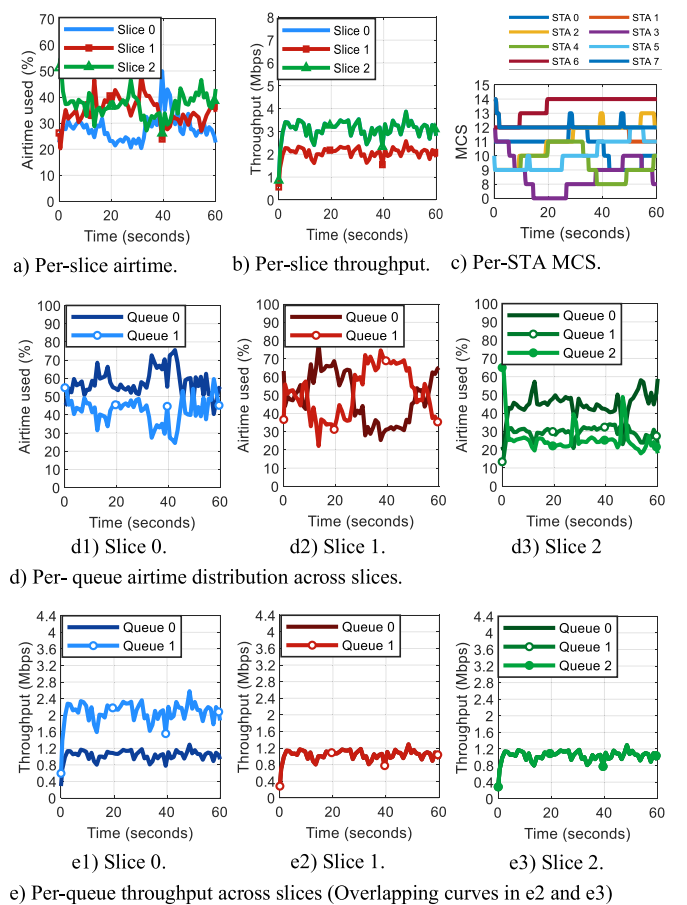 70
60
50
40
30
20
10
0
Airtime used (%)
Slice 0
Slice 1
Slice 2
0 20 40 60
Time (seconds)
a) Per-slice airtime.
8
7
6
5
4
3
2
1
0
Throughput (Mbps)
Slice 0
Slice 1
Slice 2
0 20 40 60
Time (seconds)
b) Per-slice throughput.
STA 0 STA 1
STA 2 STA 3
STA 4 STA 5
STA 6 STA 7
15
14
13
12
11
10
9
8
7
MCS
0 20 40 60
Time (seconds)
c) Per-STA MCS.
100
90
80
70
60
50
40
30
20
10
0
Airtime used (%)
Queue 0
Queue 1
0 20 40 60
Time (seconds)
d1) Slice 0.
100
90
80
70
60
50
40
30
20
10
0
Airtime used (%)
Queue 0
Queue 1
0 20 40 60
Time (seconds)
d2) Slice 1.
100
90
80
70
60
50
40
30
20
10
0
Airtime used (%)
Queue 0
Queue 1
Queue 2
0 20 40 60
Time (seconds)
d3) Slice 2
d) Per- queue airtime distribution across slices.
4.4
4
3.6
3.2
2.8
2.4
2
1.6
1.2
0.8
0.4
0
Throughput (Mbps)
Queue 0
Queue 1
0 20 40 60
Time (seconds)
e1) Slice 0.
4.4
4
3.6
3.2
2.8
2.4
2
1.6
1.2
0.8
0.4
0
Throughput (Mbps)
Queue 0
Queue 1
0 20 40 60
Time (seconds)
e2) Slice 1.
4.4
4
3.6
3.2
2.8
2.4
2
1.6
1.2
0.8
0.4
0
Throughput (Mbps)
Queue 0
Queue 1
Queue 2
0 20 40 60
Time (seconds)
e3) Slice 2.
e) Per-queue throughput across slices (Overlapping curves in e2 and e3)